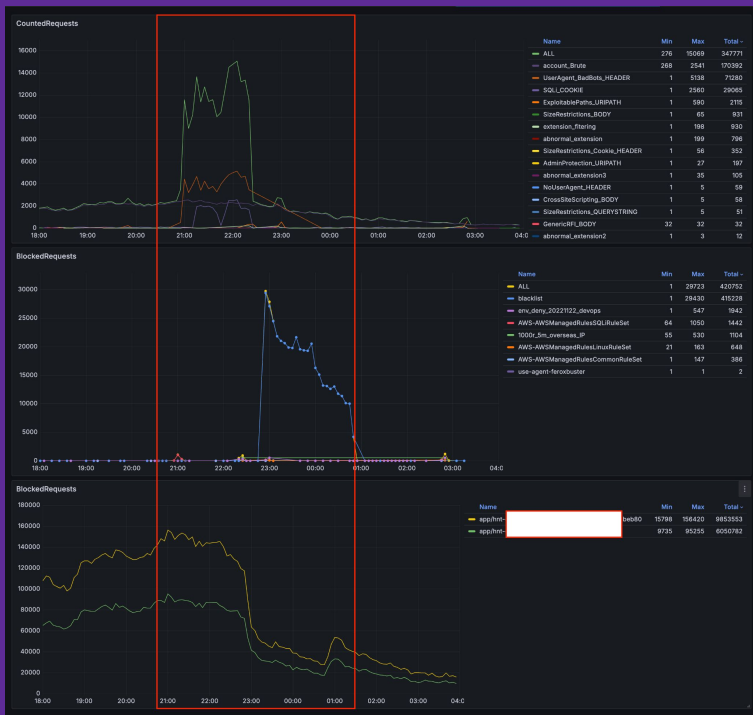 CountedRequests
16000
14000
12000
10000
8000
6000
4000
2000
0
18:00 19:00 20:00 21:00 22:00 23:00 00:00 01:00 02:00 03:00 04:0
Name Min Max Total -
ALL 276 15069 347771
account_Brute 268 2541 170392
UserAgent_BadBots_HEADER 1 5138 71280
SQLi_COOKIE 1 2560 29065
ExploitablePaths_URIPATH 1 590 2115
SizeRestrictions_BODY 1 65 931
extension_fitering 1 198 930
abnormal_extension 1 199 796
SizeRestrictions_Cookie_HEADER 1 56 352
AdminProtection_URIPATH 1 27 197
abnormal_extension3 1 35 105
NoUserAgent_HEADER 1 5 59
CrossSiteScripting_BODY 1 5 58
SizeRestrictions_QUERYSTRING 1 5 51
GenericRFI_BODY 32 32 32
abnormal_extension2 1 3 12
BlockedRequests
30000
25000
20000
15000
10000
5000
0
18:00 19:00 20:00 21:00 22:00 23:00 00:00 01:00 02:00 03:00 04:0
Name Min Max Total -
ALL 1 29723 420752
blacklist 1 29430 415228
env_deny_20221122_devops 1 547 1942
AWS-AWSManagedRulesSQLiRuleSet 64 1050 1442
1000r_5m_overseas_IP 55 530 1104
AWS-AWSManagedRulesLinuxRuleSet 21 163 648
AWS-AWSManagedRulesCommonRuleSet 1 147 386
use-agent-feroxbuster 1 1 2
BlockedRequests
180000
160000
140000
120000
100000
80000
60000
40000
20000
0
18:00 19:00 20:00 21:00 22:00 23:00 00:00 01:00 02:00 03:00 04:0
Name Min Max Total -
app/hnt- beb80 15798 156420 9853553
app/hnt- 9735 95255 6050782